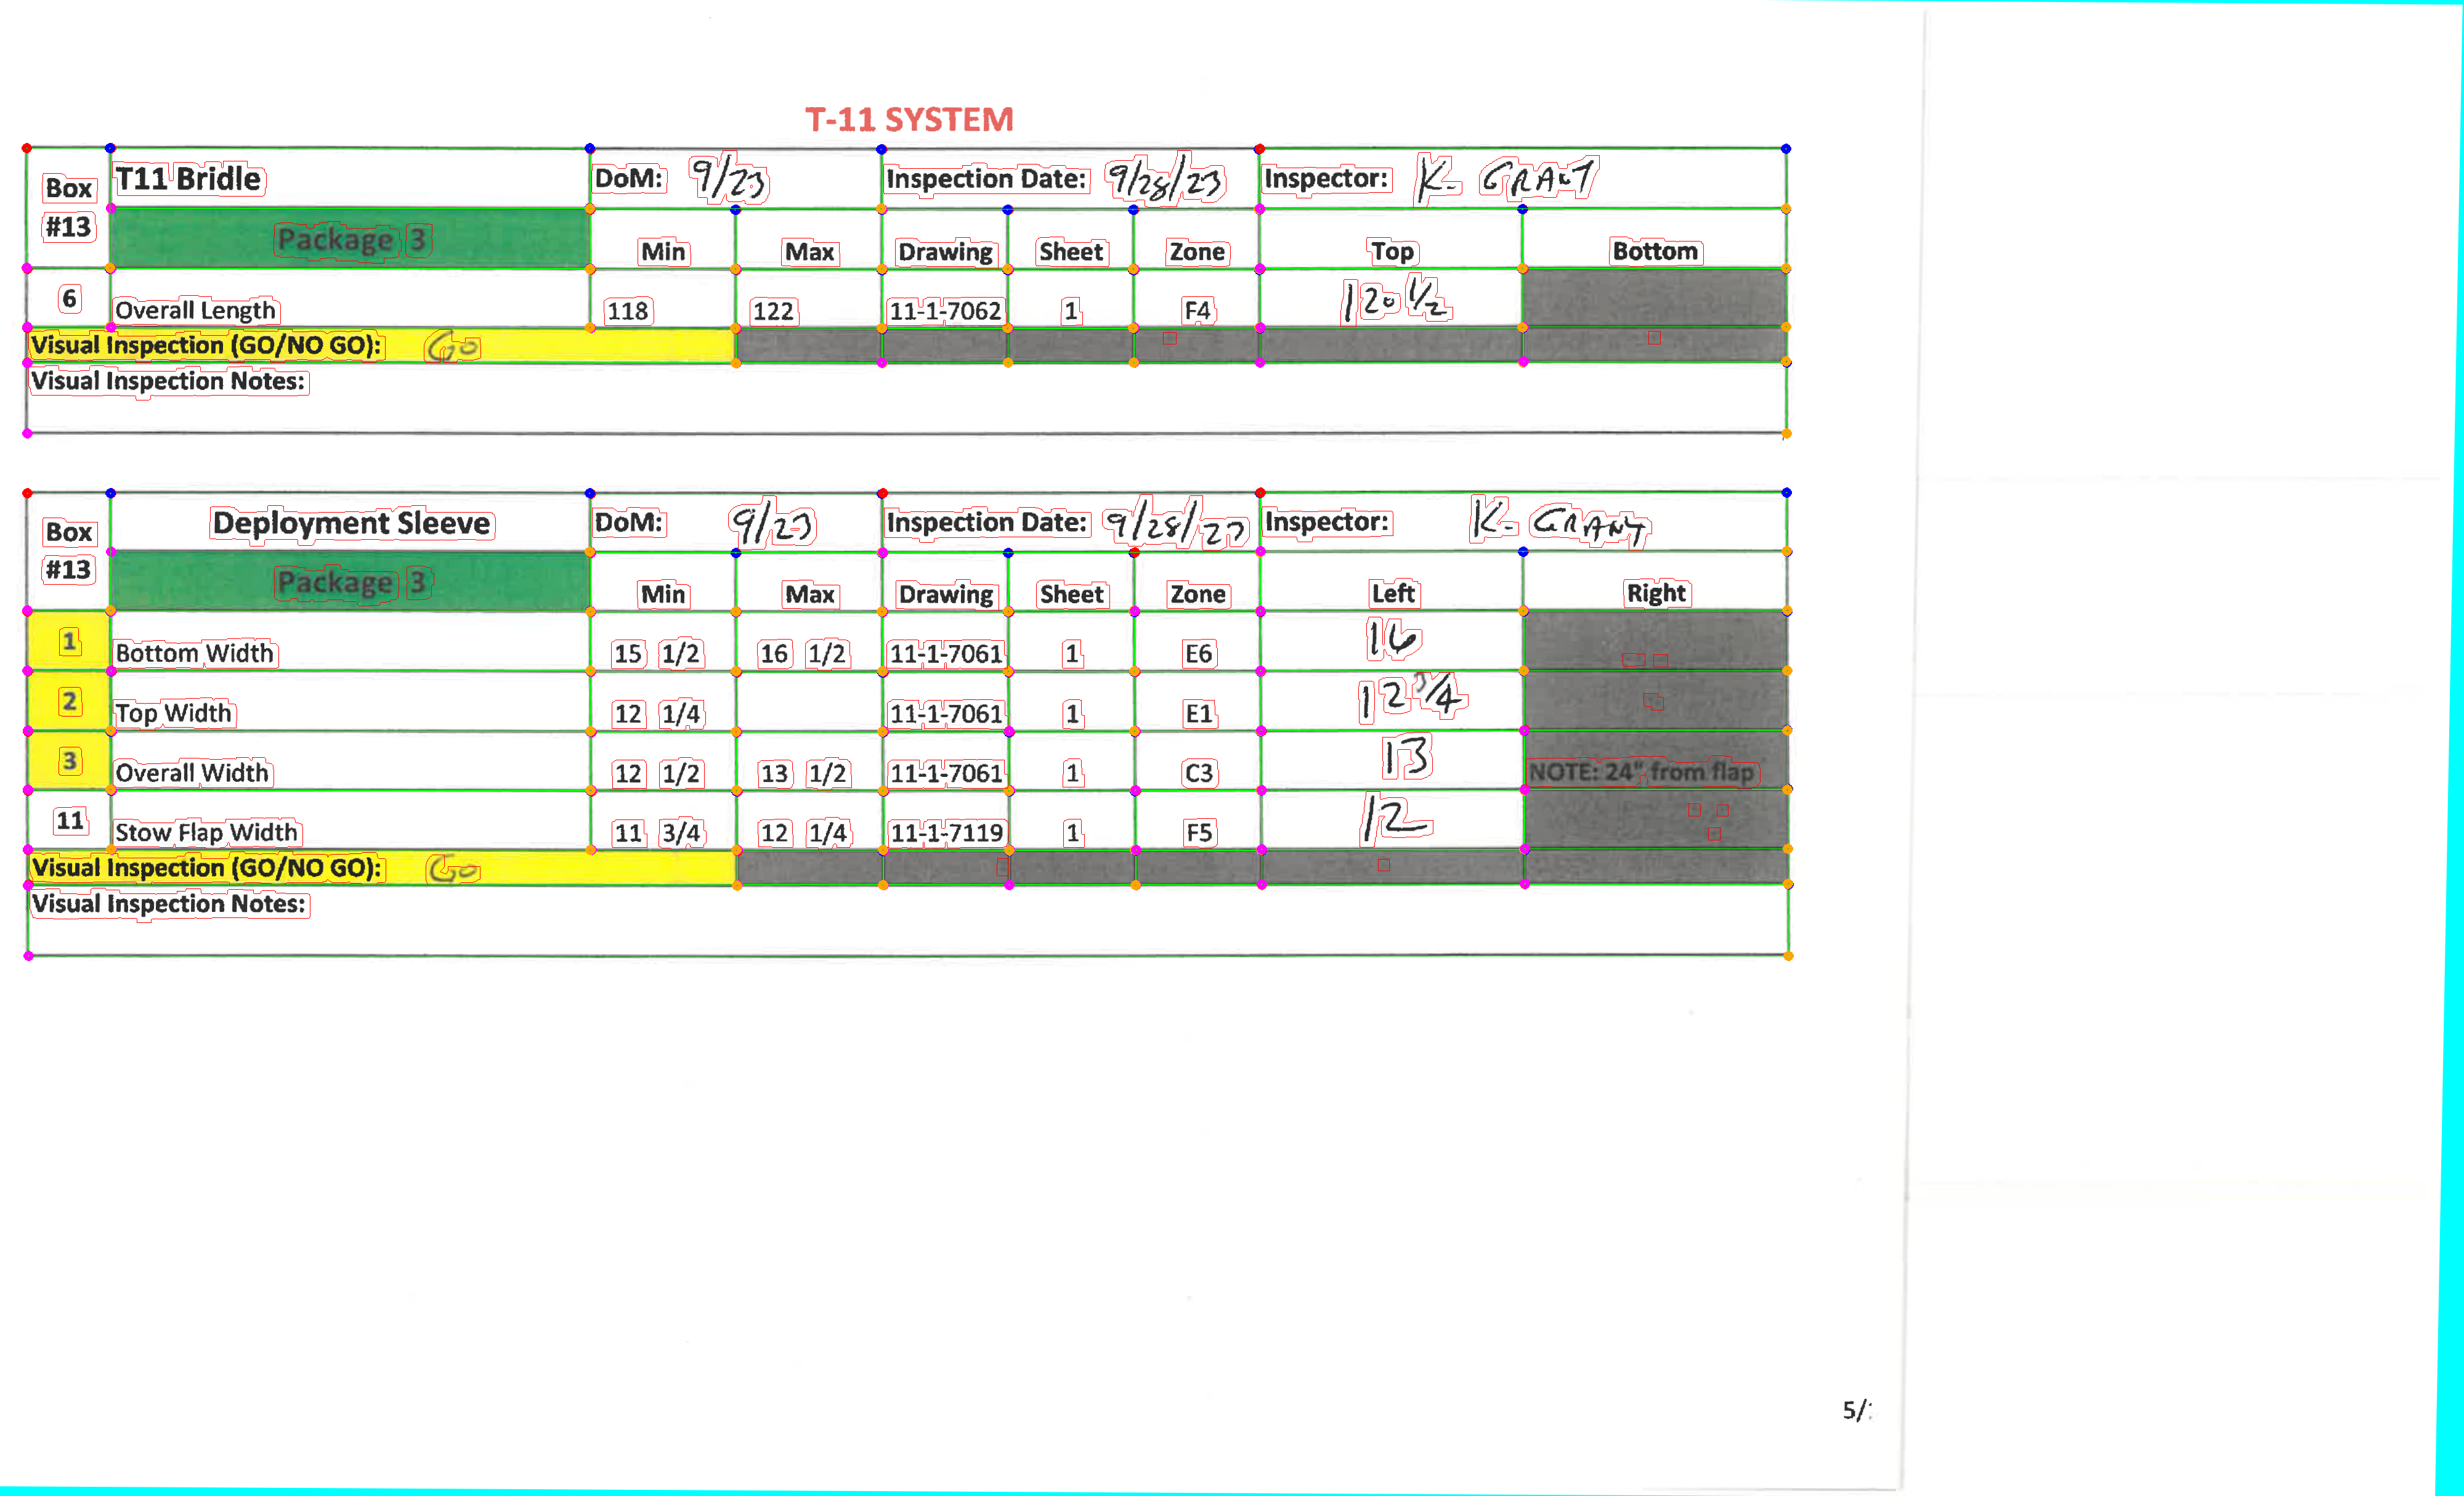 T-11 SYSTEM
Box #13 T11 Bridle DoM: 9/23 Inspection Date: 9/28/23 Inspector: K. GRANT
Package 3 Min Max Drawing Sheet Zone Top Bottom
6 Overall Length 118 122 11-1-7062 1 F4 120 1/2
Visual Inspection (GO/NO GO): GO
Visual Inspection Notes:
Box #13 Deployment Sleeve DoM: 9/23 Inspection Date: 9/28/23 Inspector: K. GRANT
Package 3 Min Max Drawing Sheet Zone Left Right
1 Bottom Width 15 1/2 16 1/2 11-1-7061 1 E6 16
2 Top Width 12 1/4 11-1-7061 1 E1 12 3/4
3 Overall Width 12 1/2 13 1/2 11-1-7061 1 C3 13 NOTE: 24" from flap
11 Stow Flap Width 11 3/4 12 1/4 11-1-7119 1 F5 12
Visual Inspection (GO/NO GO): GO
Visual Inspection Notes:
5/